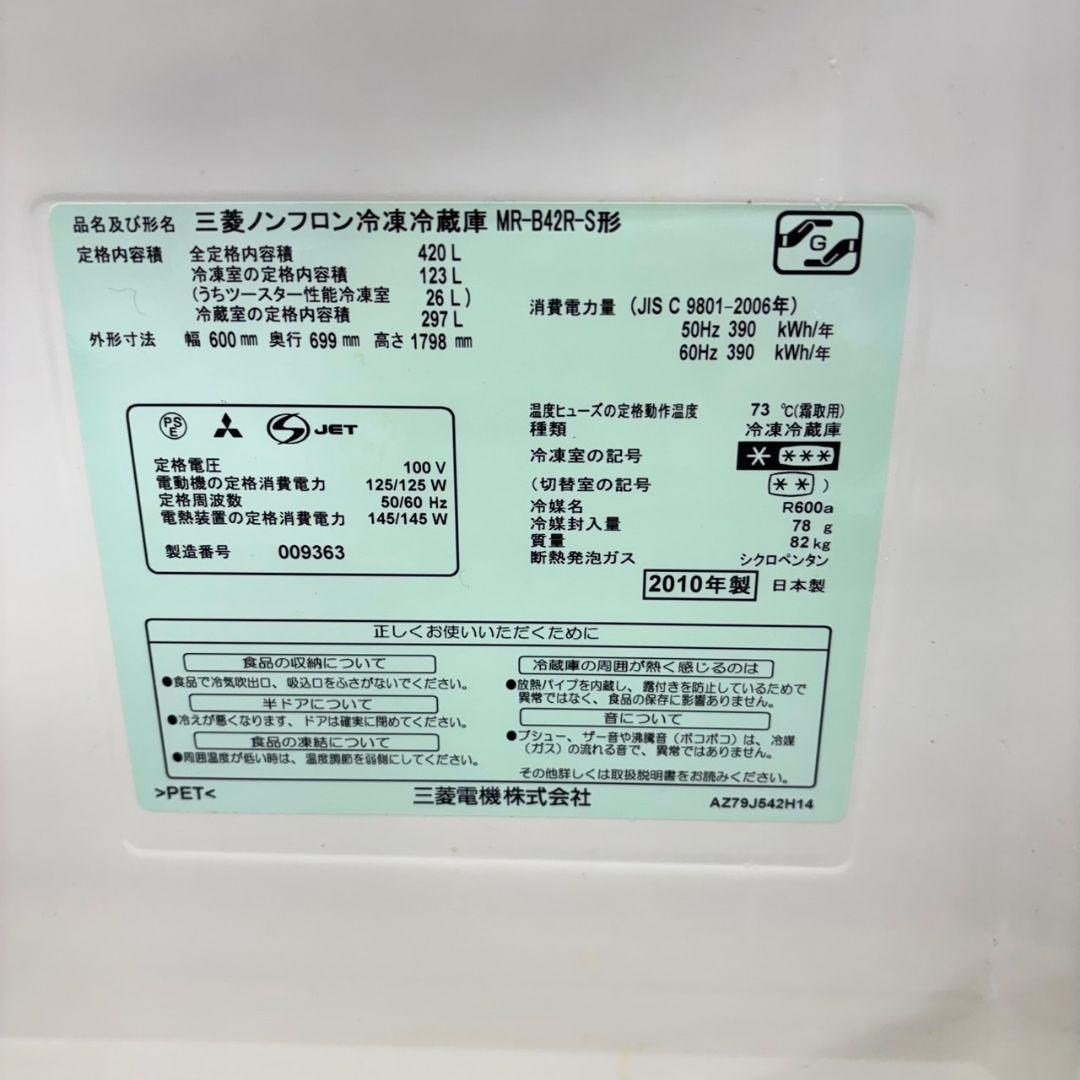 品名及び形名 三菱ノンフロン冷凍冷蔵庫 MR-B42R-S形
定格内容積 全定格内容積 420 L
冷凍室の定格内容積 123 L
(うちツースター性能冷凍室 26 L)
冷蔵室の定格内容積 297 L
外形寸法 幅 600 mm 奥行 699 mm 高さ 1798 mm
G
消費電力量 (JIS C 9801-2006年)
50Hz 390 kWh/年
60Hz 390 kWh/年
PSE JET
定格電圧 100 V
電動機の定格消費電力 125/125 W
定格周波数 50/60 Hz
電熱装置の定格消費電力 145/145 W
製造番号 009363
温度ヒューズの定格動作温度 73 ℃(霜取用)
種類 冷凍冷蔵庫
冷凍室の記号 * ***
(切替室の記号 ** )
冷媒名 R600a
冷媒封入量 78 g
質量 82 kg
断熱発泡ガス シクロペンタン
2010年製 日本製
正しくお使いいただくために
食品の収納について
●食品で冷気吹出口、吸込口をふさがないでください。
半ドアについて
●冷えが悪くなります、ドアは確実に閉めてください。
食品の凍結について
●周囲温度が低い時は、温度調節を弱側にしてください。
冷蔵庫の周囲が熱く感じるのは
●放熱パイプを内蔵し、露付きを防止しているためで
異常ではなく、食品の保存に影響ありません。
音について
●プシュー、ザー音や沸騰音(ポコポコ)は、冷媒
(ガス)の流れる音で、異常ではありません。
その他詳しくは取扱説明書をお読みください。
>PET< 三菱電機株式会社 AZ79J542H14